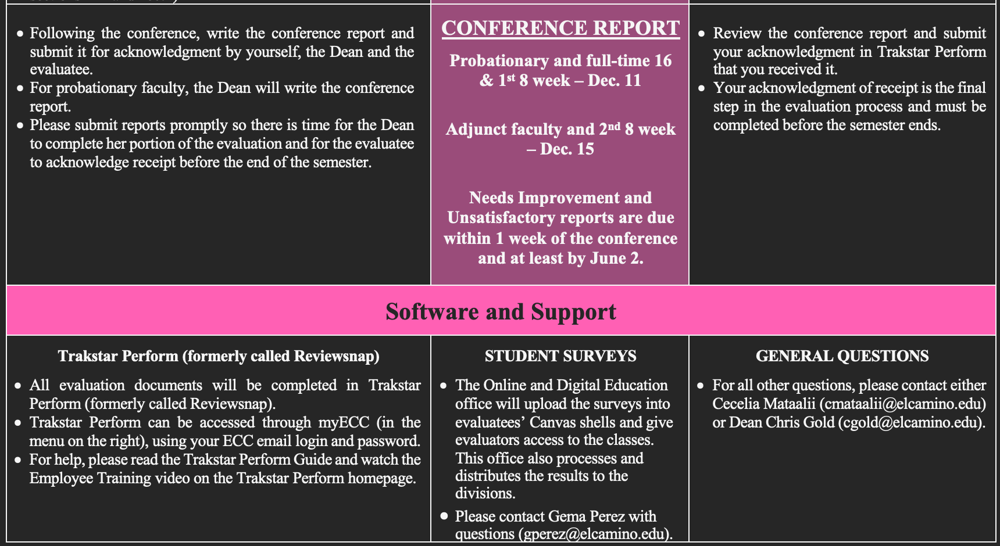 • Following the conference, write the conference report and
submit it for acknowledgment by yourself, the Dean and the
evaluatee.
• For probationary faculty, the Dean will write the conference
report.
• Please submit reports promptly so there is time for the Dean
to complete her portion of the evaluation and for the evaluatee
to acknowledge receipt before the end of the semester.
CONFERENCE REPORT
Probationary and full-time 16
& 1st 8 week – Dec. 11
Adjunct faculty and 2nd 8 week
– Dec. 15
Needs Improvement and
Unsatisfactory reports are due
within 1 week of the conference
and at least by June 2.
• Review the conference report and submit
your acknowledgment in Trakstar Perform
that you received it.
• Your acknowledgment of receipt is the final
step in the evaluation process and must be
completed before the semester ends.
Software and Support
Trakstar Perform (formerly called Reviewsnap)
• All evaluation documents will be completed in Trakstar
Perform (formerly called Reviewsnap).
• Trakstar Perform can be accessed through myECC (in the
menu on the right), using your ECC email login and password.
• For help, please read the Trakstar Perform Guide and watch the
Employee Training video on the Trakstar Perform homepage.
STUDENT SURVEYS
• The Online and Digital Education
office will upload the surveys into
evaluatees’ Canvas shells and give
evaluators access to the classes.
This office also processes and
distributes the results to the
divisions.
• Please contact Gema Perez with
questions (gperez@elcamino.edu).
GENERAL QUESTIONS
• For all other questions, please contact either
Cecelia Mataalii (cmataalii@elcamino.edu)
or Dean Chris Gold (cgold@elcamino.edu).